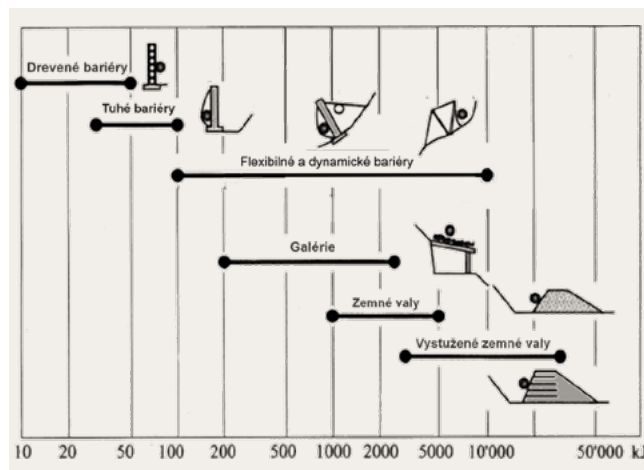 Drevené bariéry
Tuhé bariéry
Flexibilné a dynamické bariéry
Galérie
Zemné valy
Vystužené zemné valy
10 20 50 100 200 500 1000 2000 5000 10'000 50'000